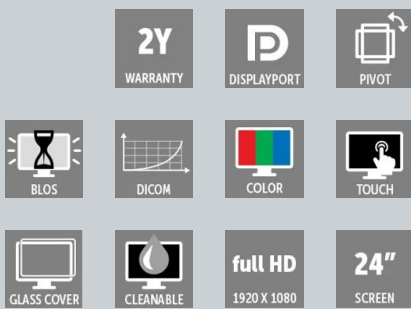 2Y
WARRANTY
DISPLAYPORT
PIVOT
BLOS
DICOM
COLOR
TOUCH
GLASS COVER
CLEANABLE
full HD
1920 X 1080
24"
SCREEN